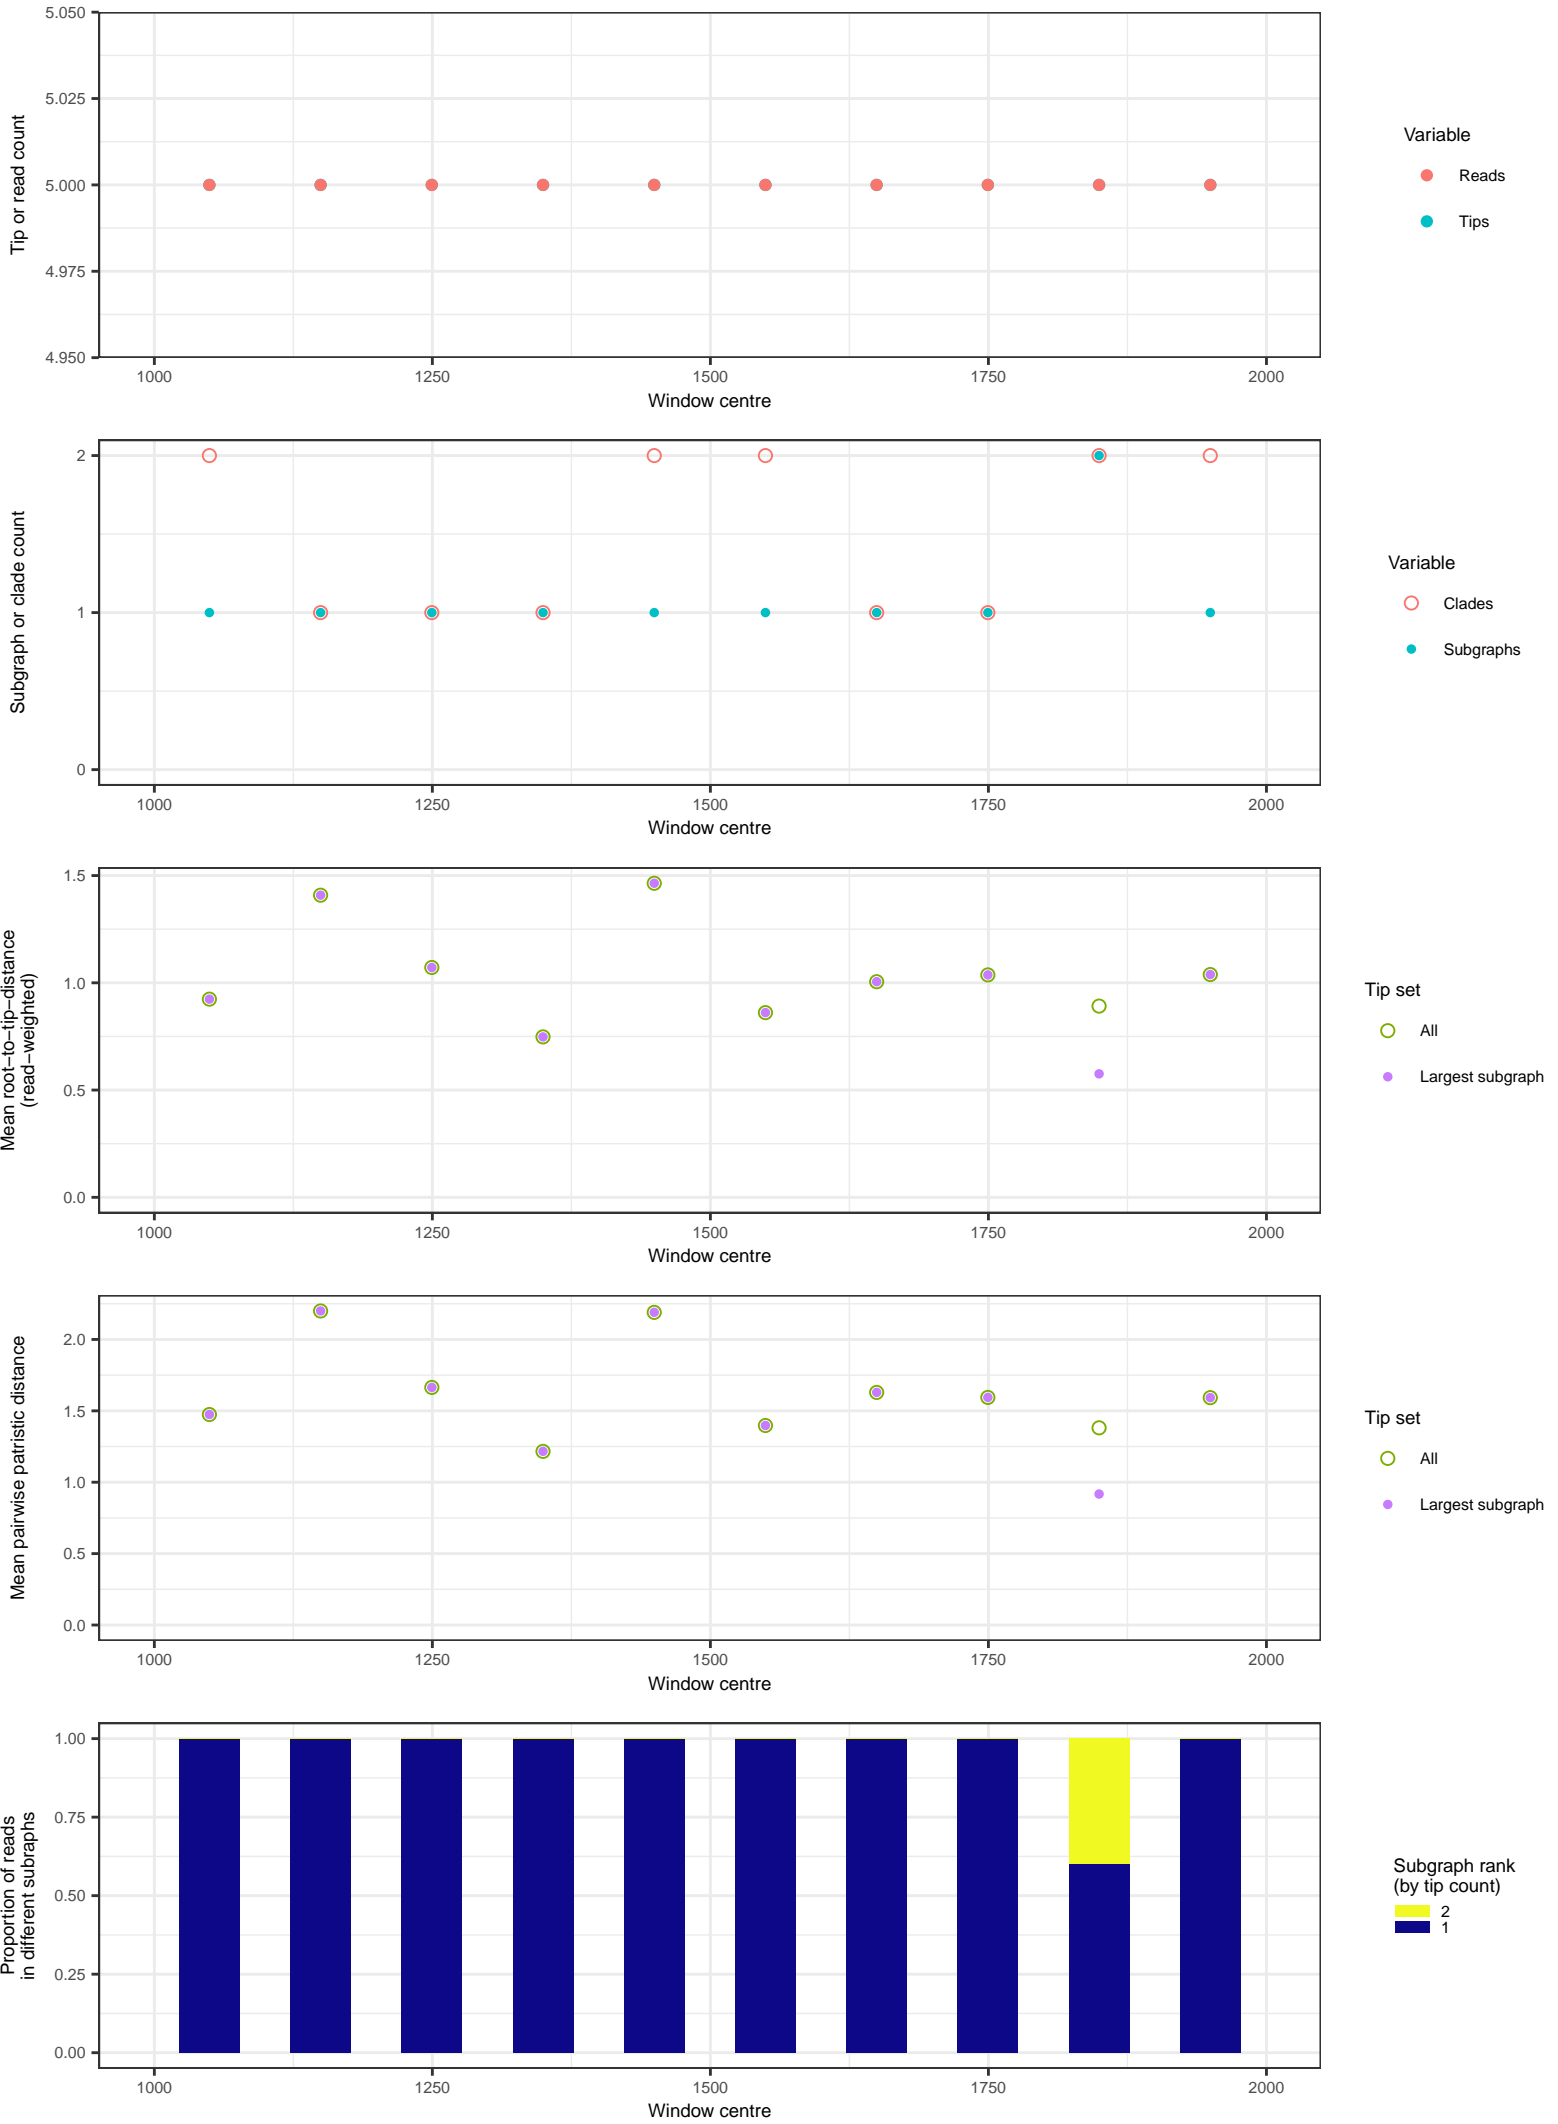 5.050
5.025
5.000
4.975
4.950
Tip or read count
1000 1250 1500 1750 2000
Window centre
Variable
Reads
Tips
2
1
0
Subgraph or clade count
1000 1250 1500 1750 2000
Window centre
Variable
Clades
Subgraphs
1.5
1.0
0.5
0.0
Mean root−to−tip−distance
(read−weighted)
1000 1250 1500 1750 2000
Window centre
Tip set
All
Largest subgraph
2.0
1.5
1.0
0.5
0.0
Mean pairwise patristic distance
1000 1250 1500 1750 2000
Window centre
Tip set
All
Largest subgraph
1.00
0.75
0.50
0.25
0.00
Proportion of reads
in different subraphs
1000 1250 1500 1750 2000
Window centre
Subgraph rank
(by tip count)
2
1